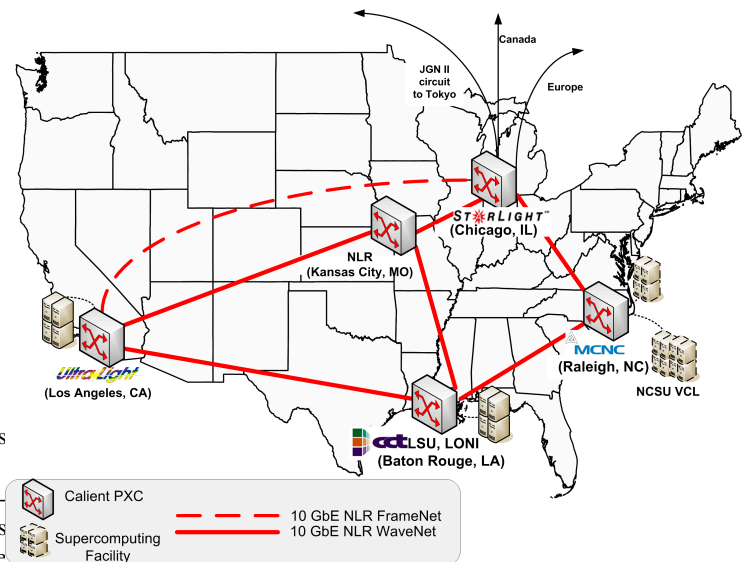 Canada
JGN II
circuit
to Tokyo
Europe
STARLIGHT™
(Chicago, IL)
NLR
(Kansas City, MO)
UltraLight
(Los Angeles, CA)
MCNC
(Raleigh, NC)
NCSU VCL
cct LSU, LONI
(Baton Rouge, LA)
s
Calient PXC
10 GbE NLR FrameNet
10 GbE NLR WaveNet
s
Supercomputing
Facility